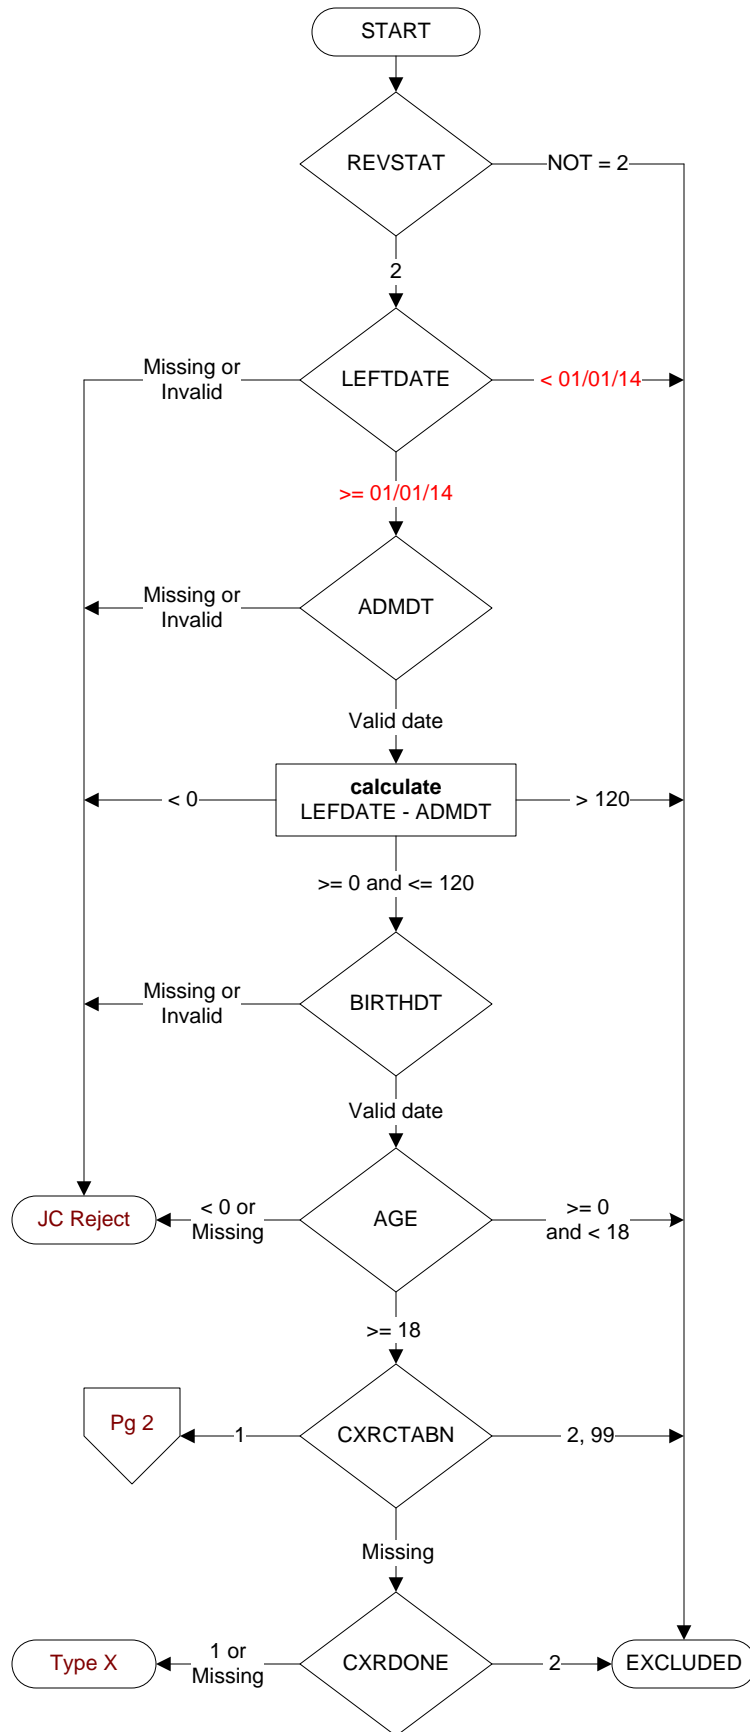 START
REVSTAT
NOT = 2
2
Missing or
Invalid
LEFTDATE
< 01/01/14
>= 01/01/14
Missing or
Invalid
ADMDT
Valid date
< 0
calculate
LEFDATE - ADMDT
> 120
>= 0 and <= 120
Missing or
Invalid
BIRTHDT
Valid date
JC Reject
< 0 or
Missing
AGE
>= 0
and < 18
>= 18
Pg 2
1
CXRCTABN
2, 99
Missing
Type X
1 or
Missing
CXRDONE
2
EXCLUDED